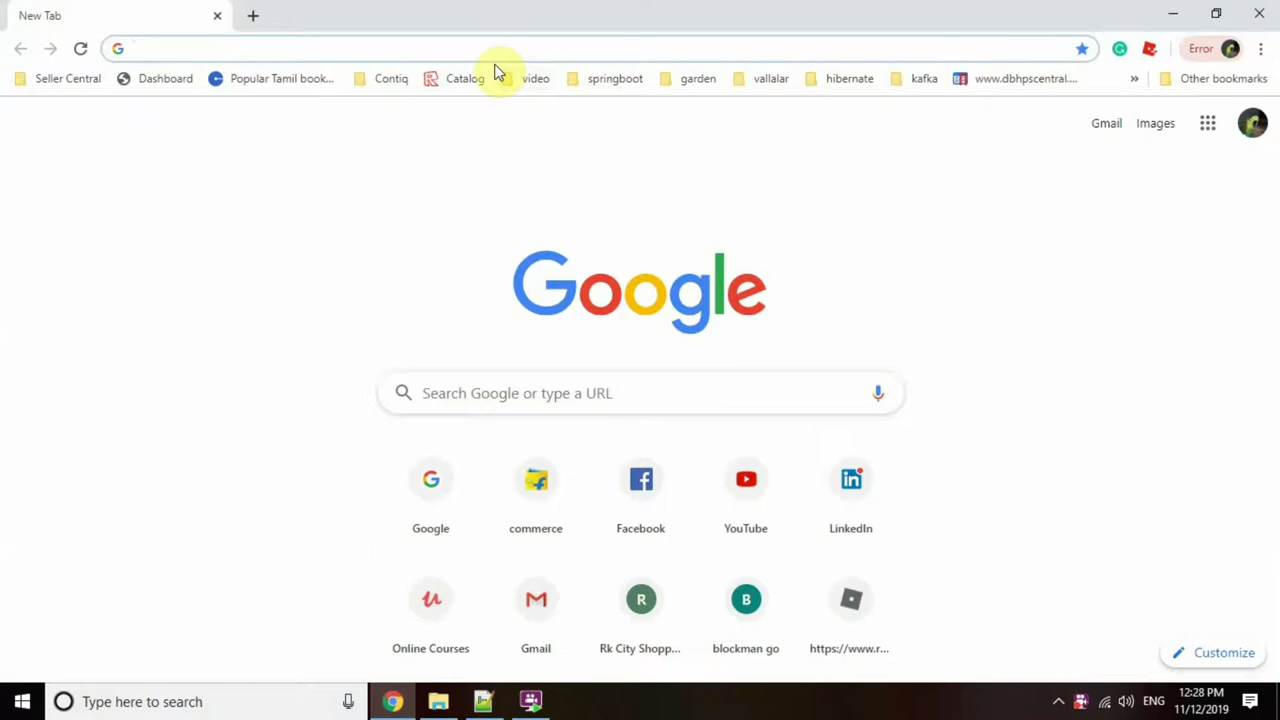 New Tab
Error
Seller Central Dashboard Popular Tamil book... Contiq Catalog video springboot garden vallalar hibernate kafka www.dbhpscentral.... » Other bookmarks
Gmail Images
Google
Search Google or type a URL
Google commerce Facebook YouTube LinkedIn
R B
Online Courses Gmail Rk City Shopp... blockman go https://www.r...
Customize
Type here to search ENG 12:28 PM
11/12/2019